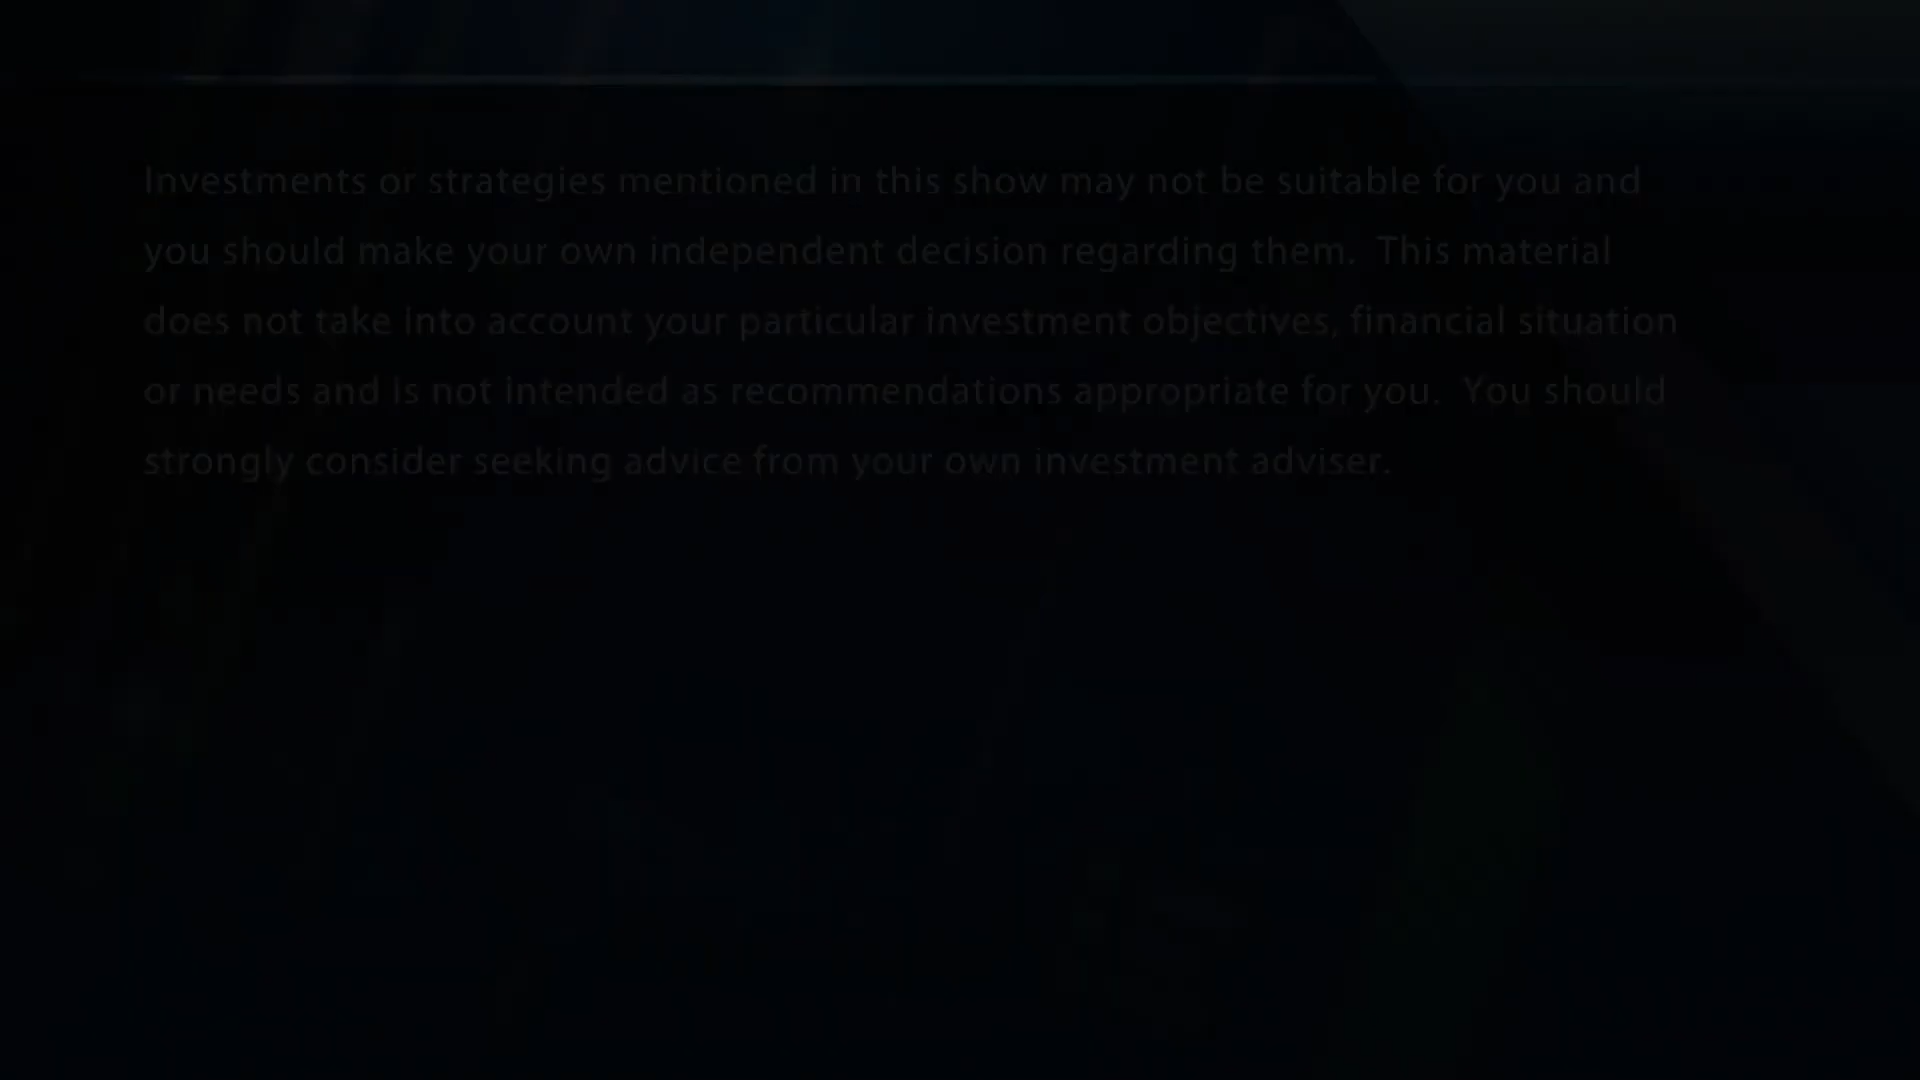 Investments or strategies mentioned in this show may not be suitable for you and
you should make your own independent decision regarding them.  This material
does not take into account your particular investment objectives, financial situation
or needs and is not intended as recommendations appropriate for you.  You should
strongly consider seeking advice from your own investment adviser.